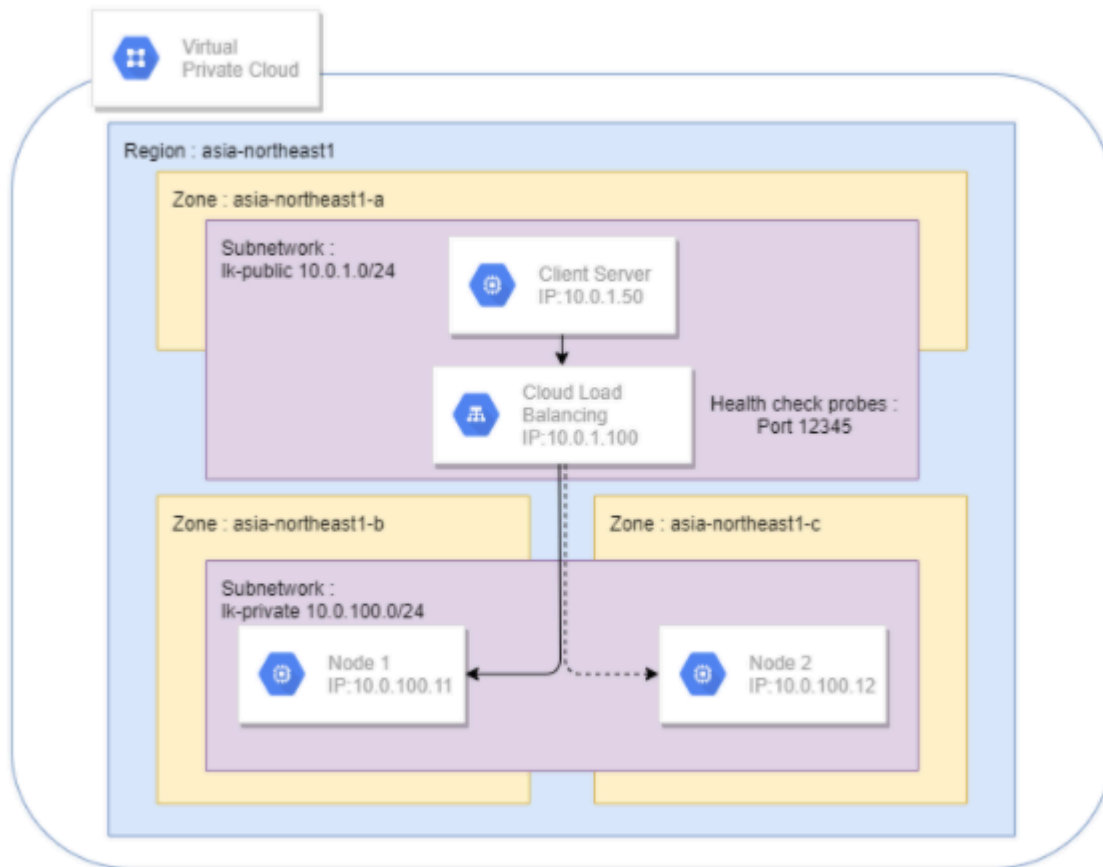 Virtual
Private Cloud
Region : asia-northeast1
Zone : asia-northeast1-a
Subnetwork :
lk-public 10.0.1.0/24
Client Server
IP:10.0.1.50
Cloud Load
Balancing
IP:10.0.1.100
Health check probes :
Port 12345
Zone : asia-northeast1-b
Zone : asia-northeast1-c
Subnetwork :
lk-private 10.0.100.0/24
Node 1
IP:10.0.100.11
Node 2
IP:10.0.100.12